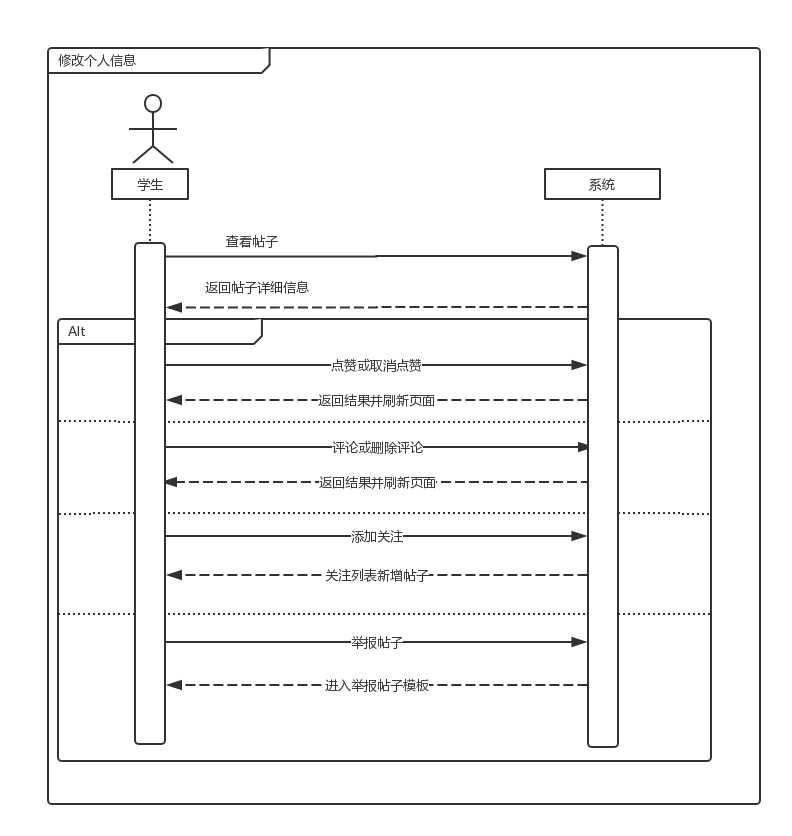 修改个人信息
学生
系统
查看帖子
返回帖子详细信息
Alt
点赞或取消点赞
返回结果并刷新页面
评论或删除评论
返回结果并刷新页面
添加关注
关注列表新增帖子
举报帖子
进入举报帖子模板